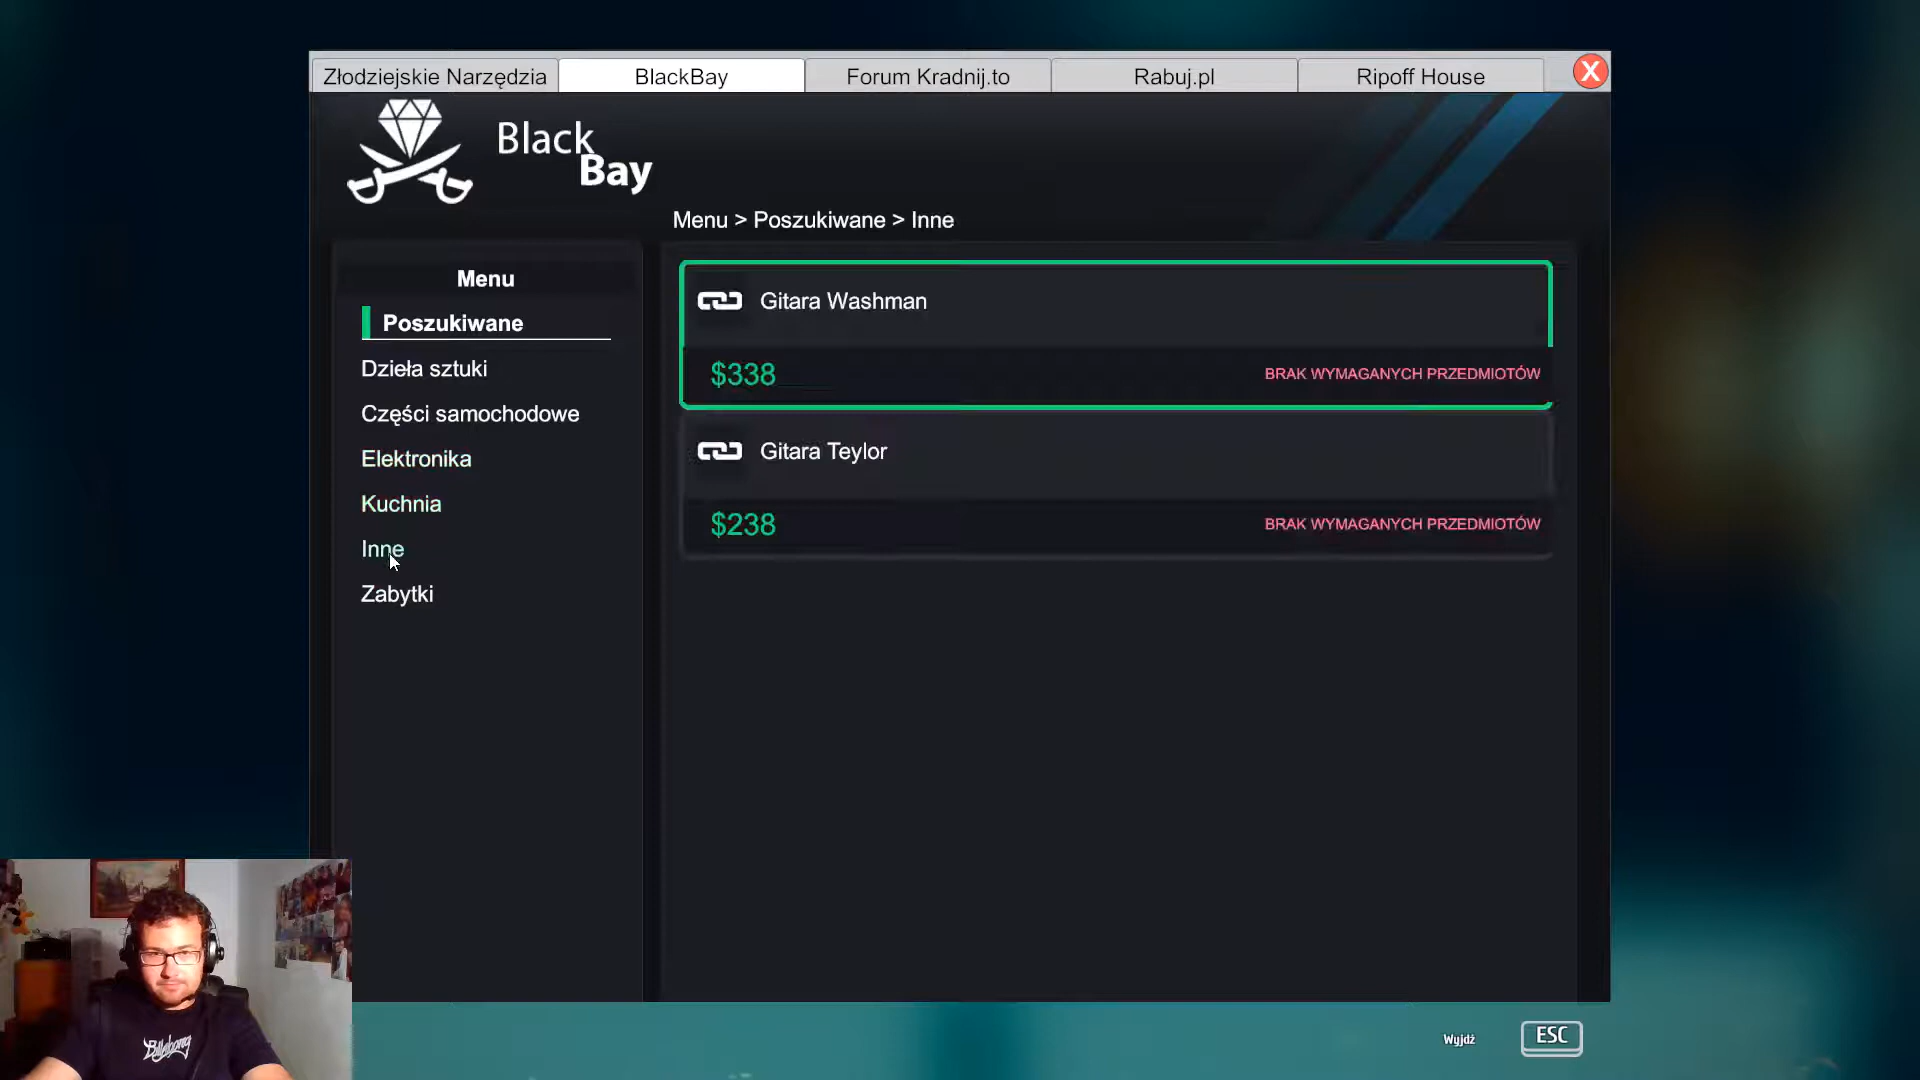 Złodziejskie Narzędzia
BlackBay
Forum Kradnij.to
Rabuj.pl
Ripoff House
X
Black
Bay
Menu > Poszukiwane > Inne
Menu
Poszukiwane
Dzieła sztuki
Części samochodowe
Elektronika
Kuchnia
Inne
Zabytki
Gitara Washman
$338
BRAK WYMAGANYCH PRZEDMIOTÓW
Gitara Teylor
$238
BRAK WYMAGANYCH PRZEDMIOTÓW
Billabong
Wyjdź
ESC